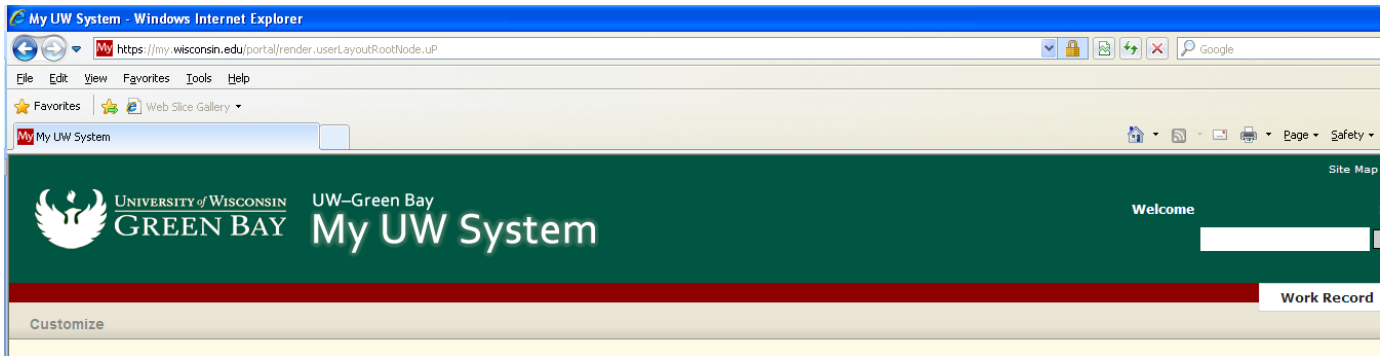 My UW System - Windows Internet Explorer
My https://my.wisconsin.edu/portal/render.userLayoutRootNode.uP Google
File Edit View Favorites Tools Help
Favorites Web Slice Gallery
My My UW System Page Safety
Site Map
UNIVERSITY of WISCONSIN
GREEN BAY
UW–Green Bay
My UW System
Welcome
Work Record
Customize